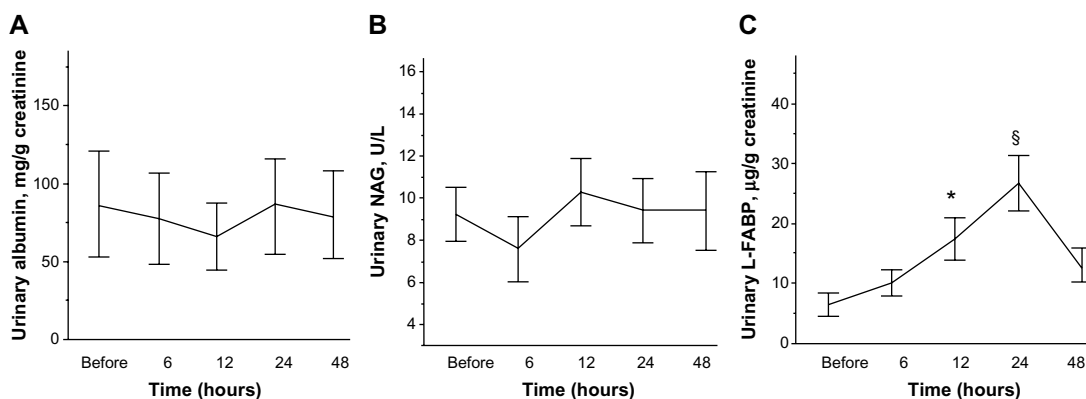 A
Urinary albumin, mg/g creatinine
150
100
50
0
Before 6 12 24 48
Time (hours)
B
Urinary NAG, U/L
16
14
12
10
8
6
4
Before 6 12 24 48
Time (hours)
C
Urinary L-FABP, µg/g creatinine
40
30
20
10
0
*
§
Before 6 12 24 48
Time (hours)